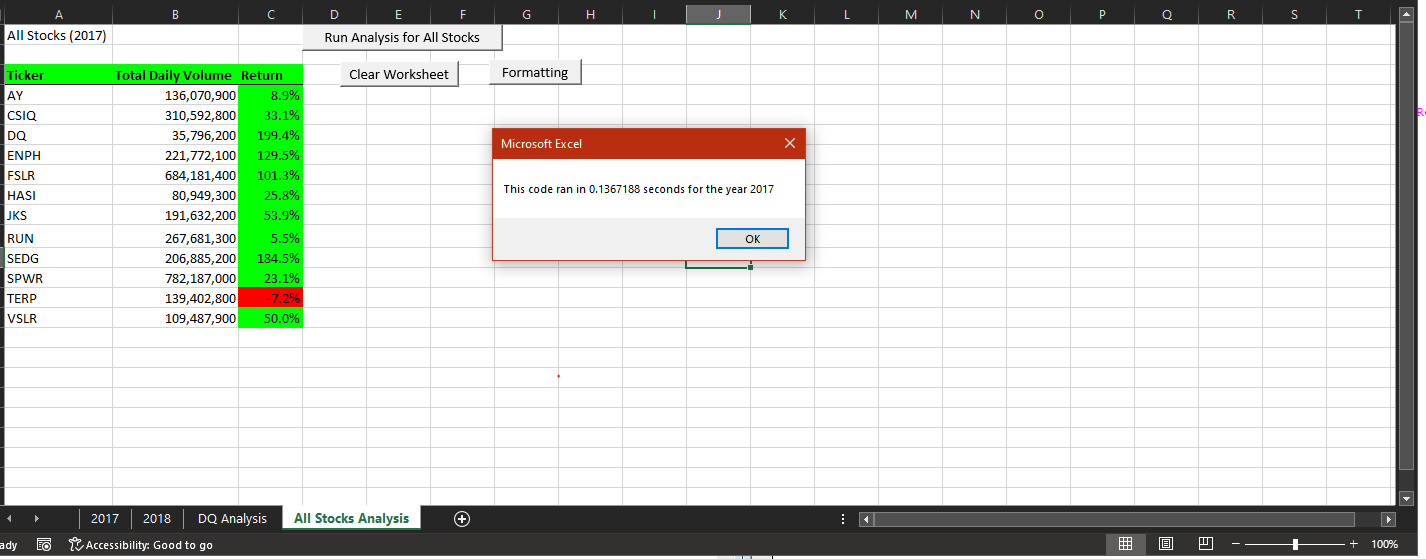 A B C D E F G H I J K L M N O P Q R S T
All Stocks (2017)
Run Analysis for All Stocks
Clear Worksheet
Formatting
Ticker Total Daily Volume Return
AY 136,070,900 8.9%
CSIQ 310,592,800 33.1%
DQ 35,796,200 199.4%
ENPH 221,772,100 129.5%
FSLR 684,181,400 101.3%
HASI 80,949,300 25.8%
JKS 191,632,200 53.9%
RUN 267,681,300 5.5%
SEDG 206,885,200 184.5%
SPWR 782,187,000 23.1%
TERP 139,402,800 -7.2%
VSLR 109,487,900 50.0%
Microsoft Excel
This code ran in 0.1367188 seconds for the year 2017
OK
2017 2018 DQ Analysis All Stocks Analysis
ady Accessibility: Good to go 100%